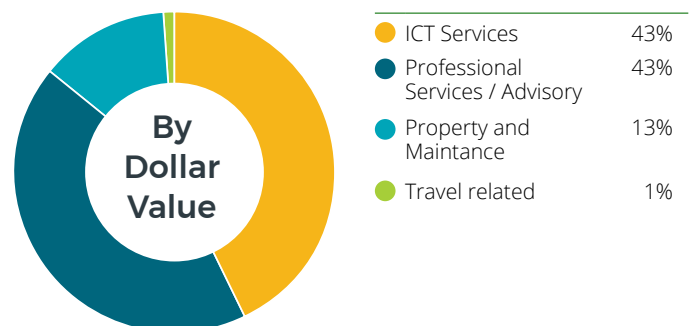 By
Dollar
Value
ICT Services 43%
Professional 43%
Services / Advisory
Property and 13%
Maintance
Travel related 1%